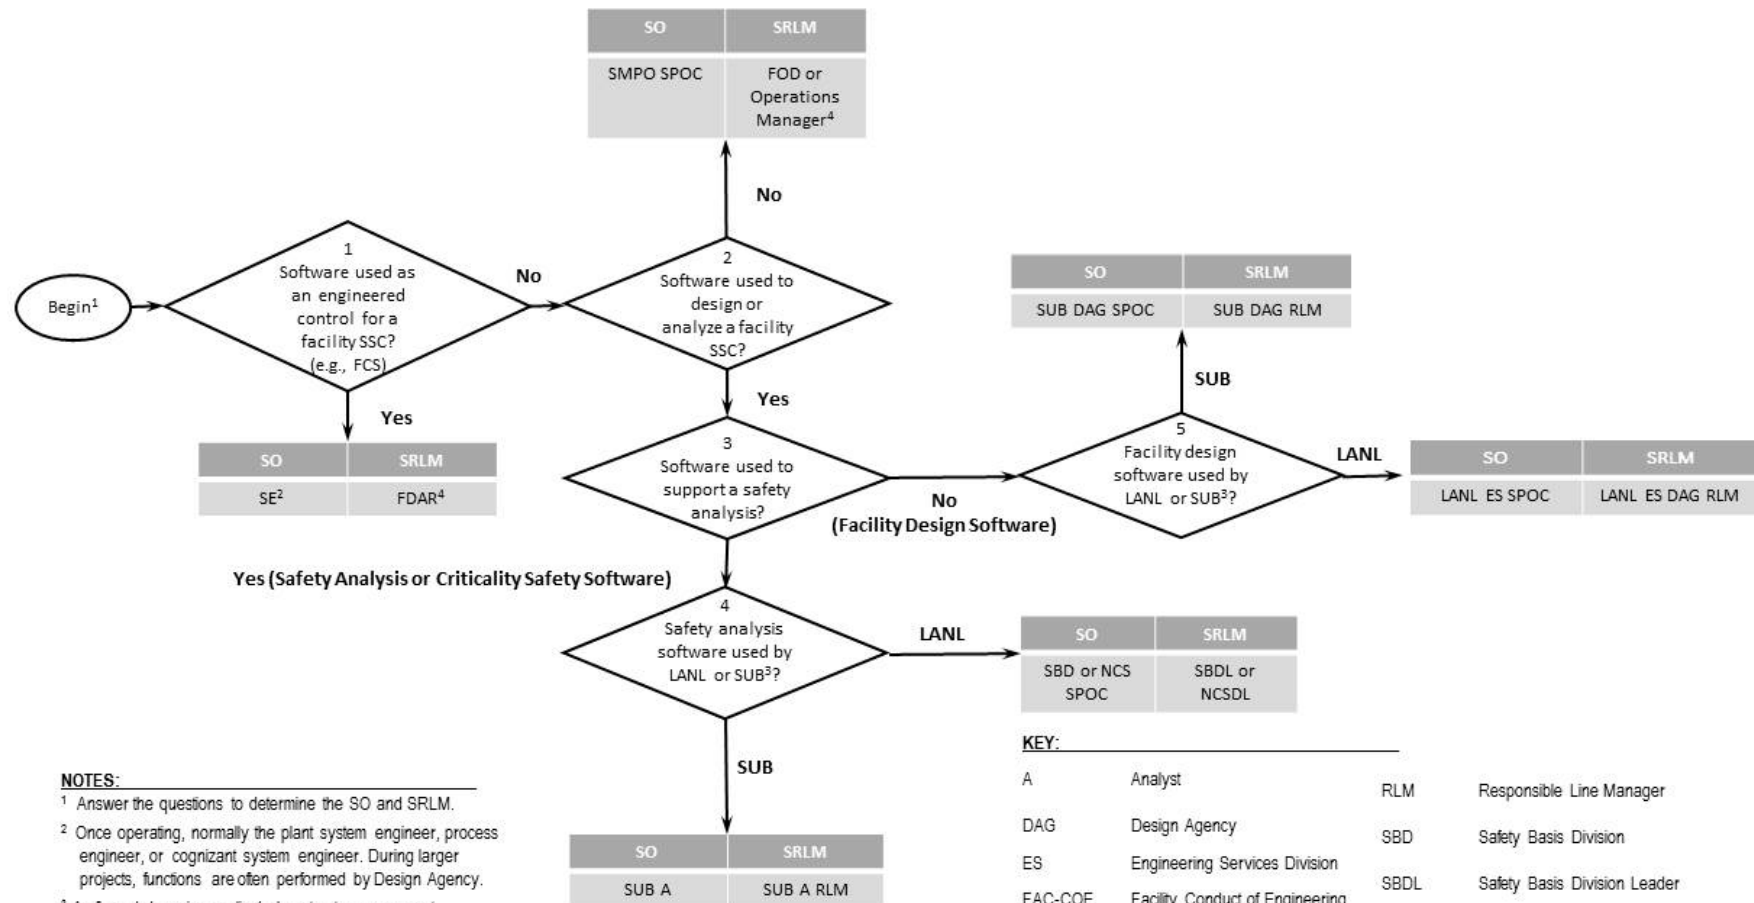 SO SRLM
SMPO SPOC FOD or
Operations
Manager⁴
No
1
Software used as
an engineered
control for a
facility SSC?
(e.g., FCS)
Begin¹
No
2
Software used to
design or
analyze a facility
SSC?
SO SRLM
SUB DAG SPOC SUB DAG RLM
SUB
Yes
Yes
SO SRLM
SE² FDAR⁴
3
Software used to
support a safety
analysis?
No
(Facility Design Software)
5
Facility design
software used by
LANL or SUB³?
LANL
SO SRLM
LANL ES SPOC LANL ES DAG RLM
Yes (Safety Analysis or Criticality Safety Software)
4
Safety analysis
software used by
LANL or SUB³?
LANL
SO SRLM
SBD or NCS
SPOC
SBDL or
NCSDL
SUB
SO SRLM
SUB A SUB A RLM
NOTES:
¹ Answer the questions to determine the SO and SRLM.
² Once operating, normally the plant system engineer, process
engineer, or cognizant system engineer. During larger
projects, functions are often performed by Design Agency.
KEY:
A Analyst
DAG Design Agency
ES Engineering Services Division
FAC-COE Facility Conduct of Engineering
RLM Responsible Line Manager
SBD Safety Basis Division
SBDL Safety Basis Division Leader